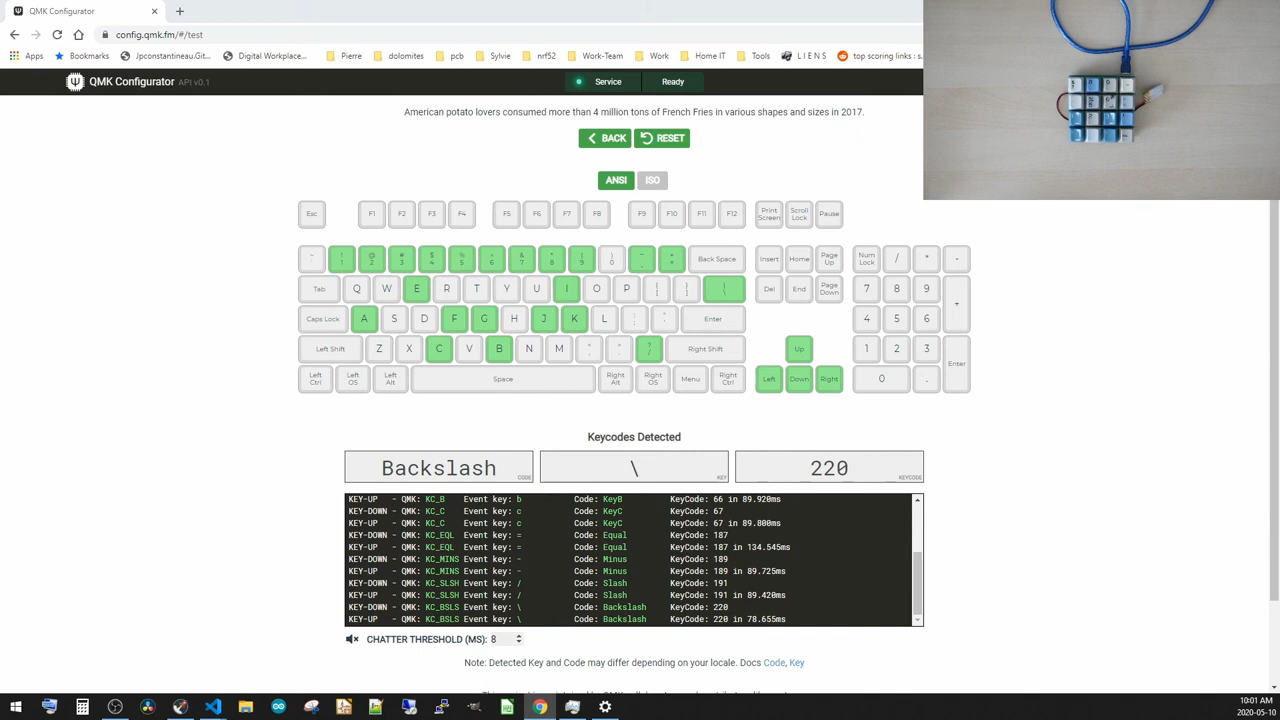 QMK Configurator
config.qmk.fm/#/test
Apps Bookmarks Jpconstantineau.Git... Digital Workplace... Pierre dolomites pcb Sylvie nrf52 Work-Team Work Home IT Tools L I E N S top scoring links : s...
QMK Configurator API v0.1 Service Ready
American potato lovers consumed more than 4 million tons of French Fries in various shapes and sizes in 2017.
BACK RESET
ANSI ISO
Esc F1 F2 F3 F4 F5 F6 F7 F8 F9 F10 F11 F12 Print Screen Scroll Lock Pause
~ ` ! 1 @ 2 # 3 $ 4 % 5 ^ 6 & 7 * 8 ( 9 ) 0 _ - + = Back Space Insert Home Page Up Num Lock / * -
Tab Q W E R T Y U I O P { [ } ] | \ Del End Page Down 7 8 9 +
Caps Lock A S D F G H J K L : ; " ' Enter 4 5 6
Left Shift Z X C V B N M < , > . ? / Right Shift Up 1 2 3 Enter
Left Ctrl Left OS Left Alt Space Right Alt Right OS Menu Right Ctrl Left Down Right 0 .
Keycodes Detected
Backslash CODE \ KEY 220 KEYCODE
KEY-UP - QMK: KC_B Event key: b Code: KeyB KeyCode: 66 in 89.920ms
KEY-DOWN - QMK: KC_C Event key: c Code: KeyC KeyCode: 67
KEY-UP - QMK: KC_C Event key: c Code: KeyC KeyCode: 67 in 89.800ms
KEY-DOWN - QMK: KC_EQL Event key: = Code: Equal KeyCode: 187
KEY-UP - QMK: KC_EQL Event key: = Code: Equal KeyCode: 187 in 134.545ms
KEY-DOWN - QMK: KC_MINS Event key: - Code: Minus KeyCode: 189
KEY-UP - QMK: KC_MINS Event key: - Code: Minus KeyCode: 189 in 89.725ms
KEY-DOWN - QMK: KC_SLSH Event key: / Code: Slash KeyCode: 191
KEY-UP - QMK: KC_SLSH Event key: / Code: Slash KeyCode: 191 in 89.420ms
KEY-DOWN - QMK: KC_BSLS Event key: \ Code: Backslash KeyCode: 220
KEY-UP - QMK: KC_BSLS Event key: \ Code: Backslash KeyCode: 220 in 78.655ms
CHATTER THRESHOLD (MS): 8
Note: Detected Key and Code may differ depending on your locale. Docs Code, Key
10:01 AM
2020-05-10